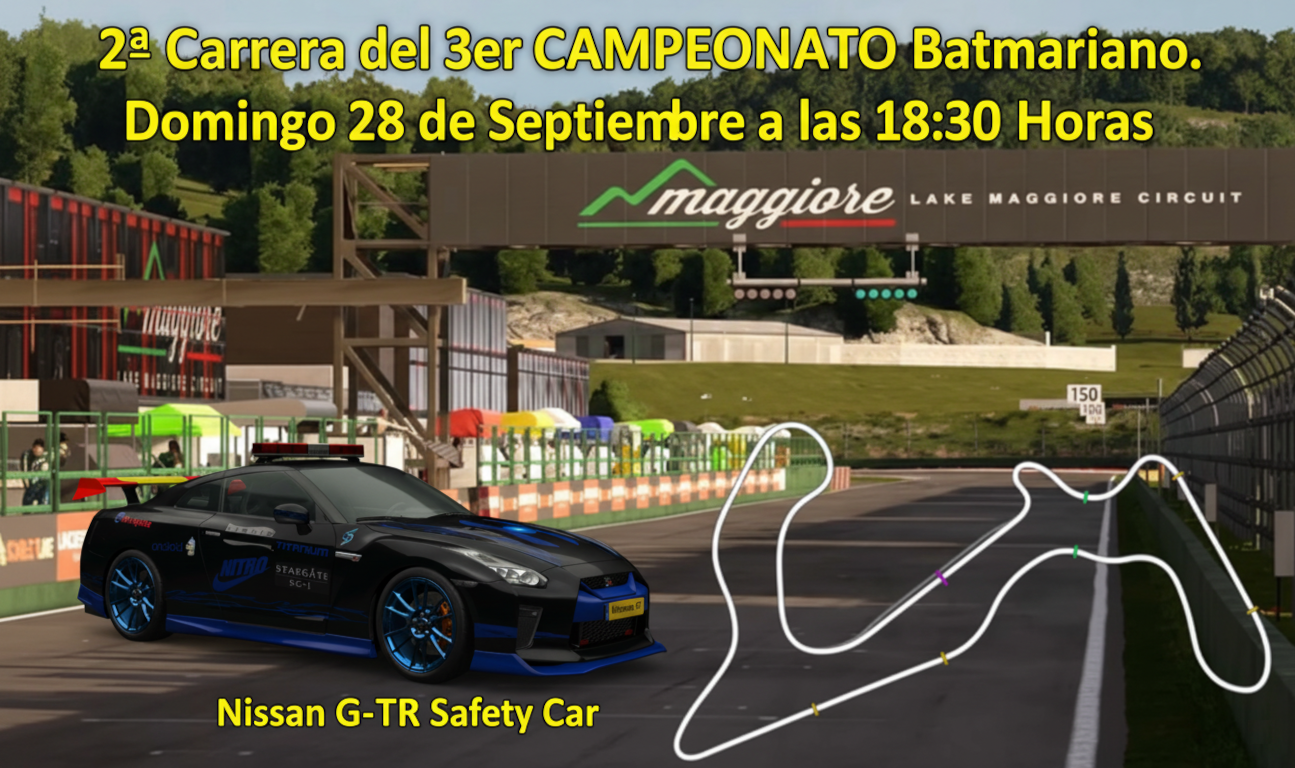 2ª Carrera del 3er CAMPEONATO Batmariano.
Domingo 28 de Septiembre a las 18:30 Horas
maggiore LAKE MAGGIORE CIRCUIT
maggiore
150
100
NITRO
TITANIUM
STARGATE
SG-1
Nissan G-TR Safety Car